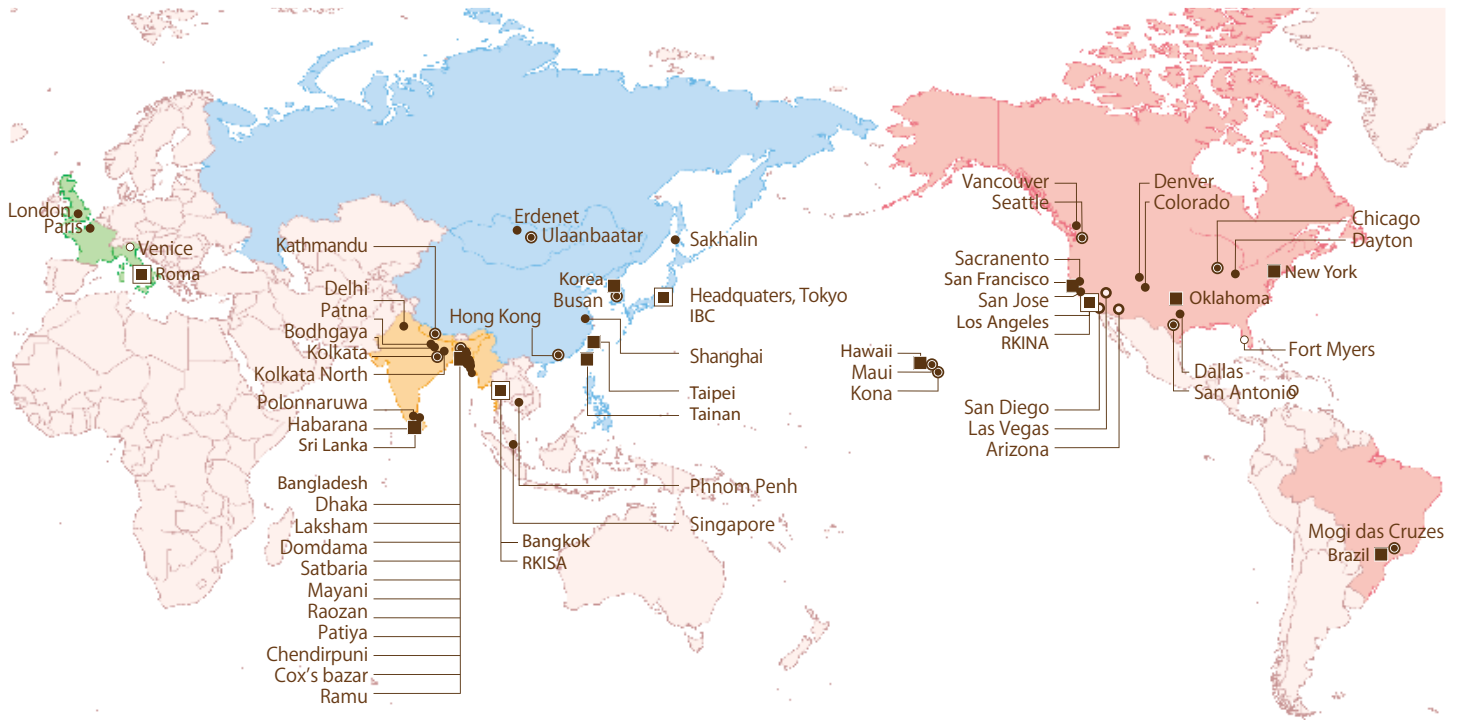 London
Paris
Venice
Roma
Kathmandu
Delhi
Patna
Bodhgaya
Kolkata
Kolkata North
Polonnaruwa
Habarana
Sri Lanka
Bangladesh
Dhaka
Laksham
Domdama
Satbaria
Mayani
Raozan
Patiya
Chendirpuni
Cox's bazar
Ramu
Erdenet
Ulaanbaatar
Sakhalin
Korea
Busan
Headquaters, Tokyo
IBC
Hong Kong
Shanghai
Taipei
Tainan
Phnom Penh
Singapore
Bangkok
RKISA
Hawaii
Maui
Kona
Vancouver
Seattle
Sacranento
San Francisco
San Jose
Los Angeles
RKINA
San Diego
Las Vegas
Arizona
Denver
Colorado
Chicago
Dayton
New York
Oklahoma
Fort Myers
Dallas
San Antonio
Mogi das Cruzes
Brazil